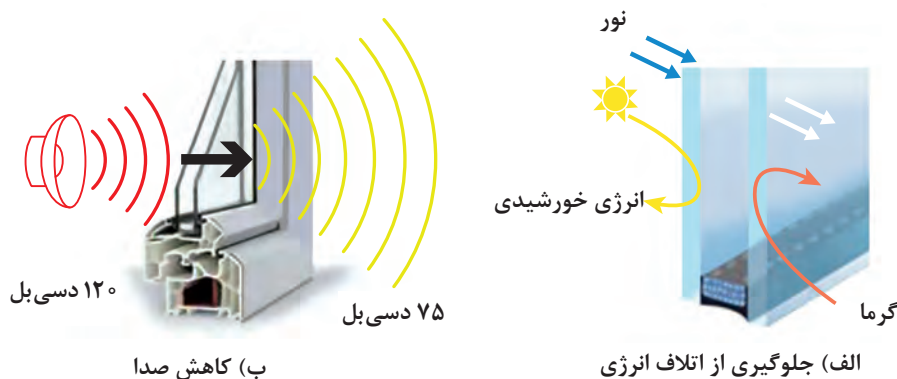 نور
انرژی خورشیدی
گرما
الف) جلوگیری از اتلاف انرژی
۱۲۰ دسی‌بل
۷۵ دسی‌بل
ب) کاهش صدا